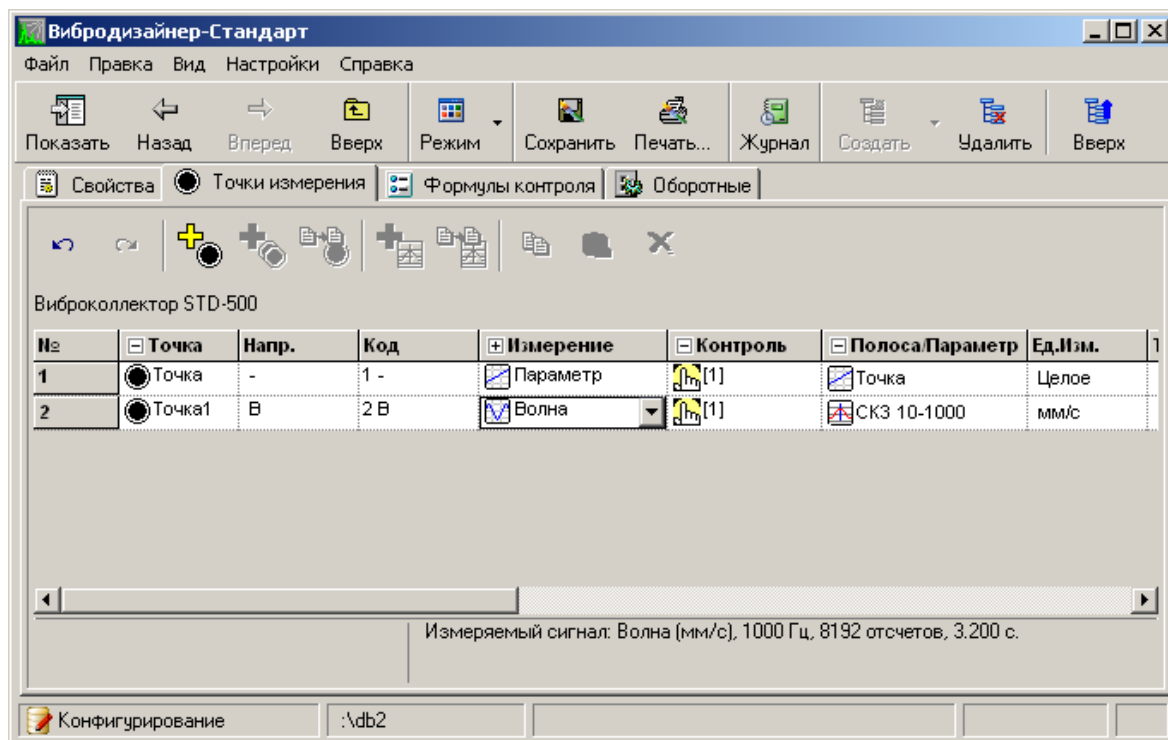 Вибродизайнер-Стандарт
Файл Правка Вид Настройки Справка
Показать Назад Вперед Вверх Режим Сохранить Печать... Журнал Создать Удалить Вверх
Свойства Точки измерения Формулы контроля Оборотные
Виброколлектор STD-500
№ Точка Напр. Код Измерение Контроль Полоса/Параметр Ед.Изм.
1 Точка - 1 - Параметр [1] Точка Целое
2 Точка1 В 2 В Волна [1] СКЗ 10-1000 мм/с
Измеряемый сигнал: Волна (мм/с), 1000 Гц, 8192 отсчетов, 3.200 с.
Конфигурирование :\db2